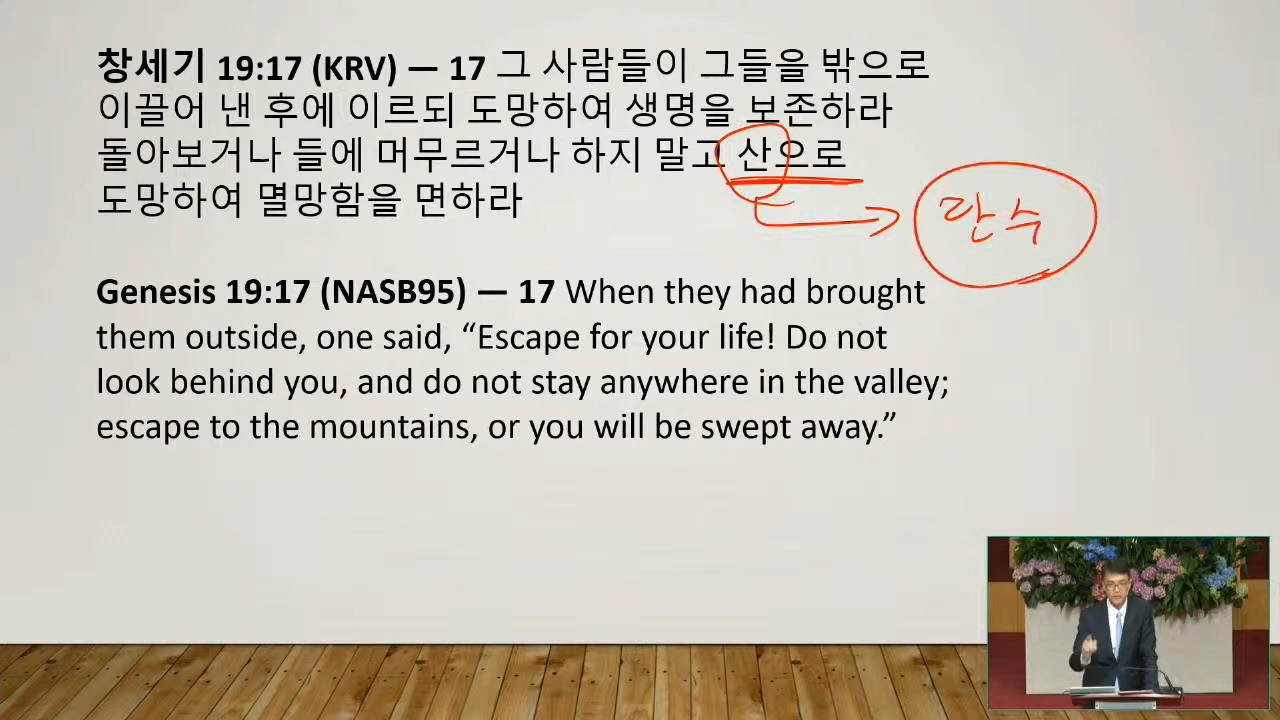 창세기 19:17 (KRV) — 17 그 사람들이 그들을 밖으로
이끌어 낸 후에 이르되 도망하여 생명을 보존하라
돌아보거나 들에 머무르거나 하지 말고 산으로
도망하여 멸망함을 면하라
단수
Genesis 19:17 (NASB95) — 17 When they had brought
them outside, one said, “Escape for your life! Do not
look behind you, and do not stay anywhere in the valley;
escape to the mountains, or you will be swept away.”